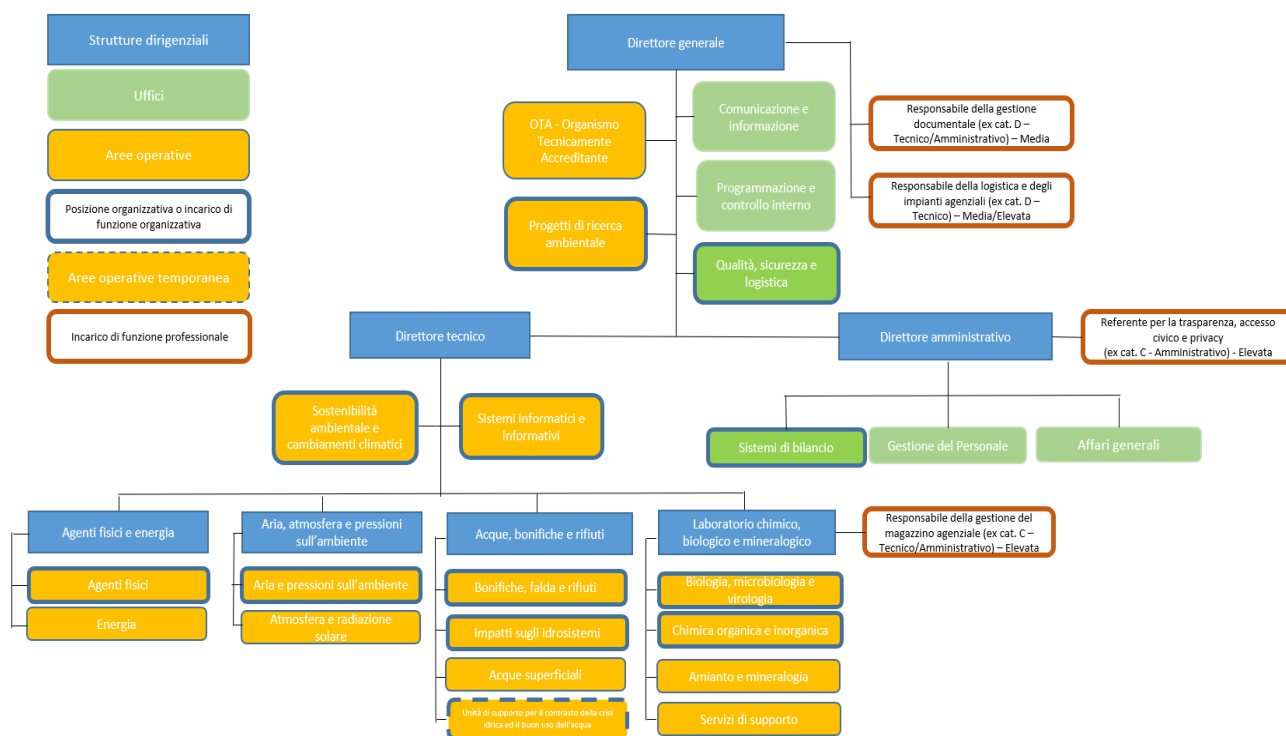 Strutture dirigenziali
Uffici
Aree operative
Posizione organizzativa o incarico di
funzione organizzativa
Aree operative temporanea
Incarico di funzione professionale
Direttore generale
OTA - Organismo
Tecnicamente
Accreditante
Comunicazione e
informazione
Responsabile della gestione
documentale (ex cat. D –
Tecnico/Amministrativo) – Media
Progetti di ricerca
ambientale
Programmazione e
controllo interno
Responsabile della logistica e degli
impianti agenziali (ex cat. D –
Tecnico) – Media/Elevata
Qualità, sicurezza e
logistica
Direttore tecnico
Direttore amministrativo
Referente per la trasparenza, accesso
civico e privacy
(ex cat. C - Amministrativo) - Elevata
Sostenibilità
ambientale e
cambiamenti climatici
Sistemi informatici e
informativi
Sistemi di bilancio
Gestione del Personale
Affari generali
Agenti fisici e energia
Aria, atmosfera e pressioni
sull'ambiente
Acque, bonifiche e rifiuti
Laboratorio chimico,
biologico e mineralogico
Responsabile della gestione del
magazzino agenziale (ex cat. C –
Tecnico/Amministrativo) – Elevata
Agenti fisici
Energia
Aria e pressioni sull'ambiente
Atmosfera e radiazione
solare
Bonifiche, falda e rifiuti
Impatti sugli idrosistemi
Acque superficiali
Unità di supporto per il contrasto della crisi
idrica ed il buon uso dell'acqua
Biologia, microbiologia e
virologia
Chimica organica e inorganica
Amianto e mineralogia
Servizi di supporto